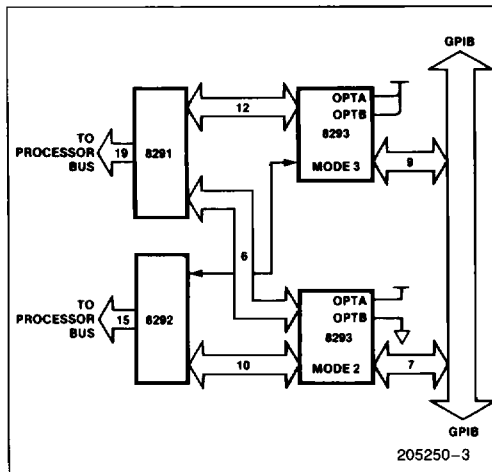 GPIB
12
OPTA
OPTB
8293
MODE 3
TO
PROCESSOR
BUS
19
8291
9
6
TO
PROCESSOR
BUS
15
8292
10
OPTA
OPTB
8293
MODE 2
7
GPIB
205250-3